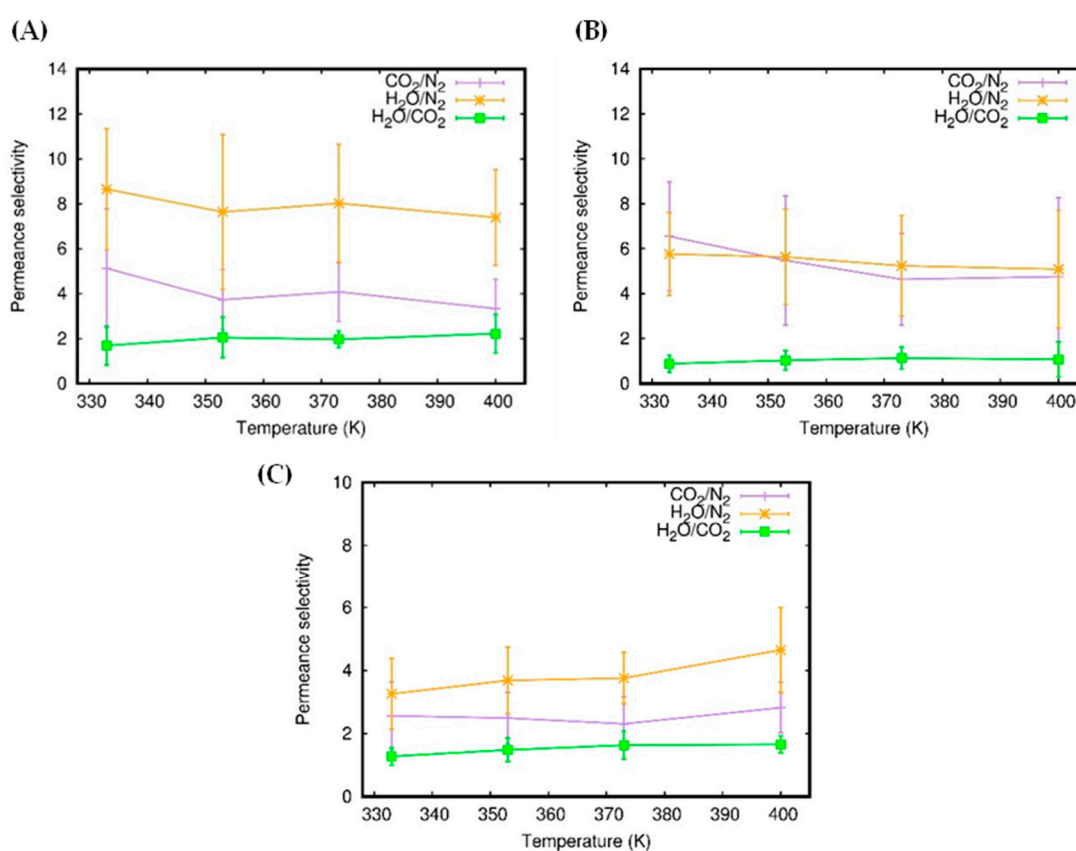 (A)
Permeance selectivity
14
12
10
8
6
4
2
0
CO₂/N₂
H₂O/N₂
H₂O/CO₂
330 340 350 360 370 380 390 400
Temperature (K)
(B)
Permeance selectivity
14
12
10
8
6
4
2
0
CO₂/N₂
H₂O/N₂
H₂O/CO₂
330 340 350 360 370 380 390 400
Temperature (K)
(C)
Permeance selectivity
10
8
6
4
2
0
CO₂/N₂
H₂O/N₂
H₂O/CO₂
330 340 350 360 370 380 390 400
Temperature (K)